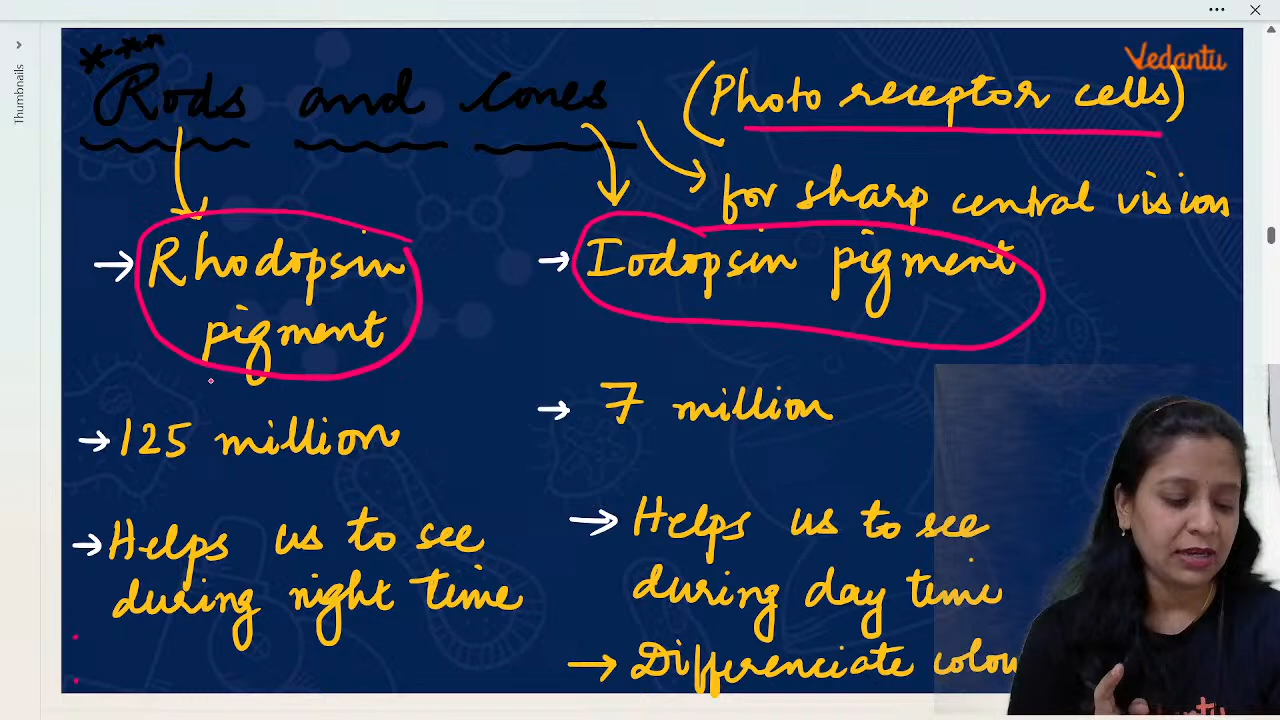 Thumbnails
Vedantu
Rods and Cones (Photo receptor cells)
for sharp central vision
Rhodopsin pigment
Iodopsin pigment
125 million
7 million
Helps us to see
during night time
Helps us to see
during day time
Differenciate colou